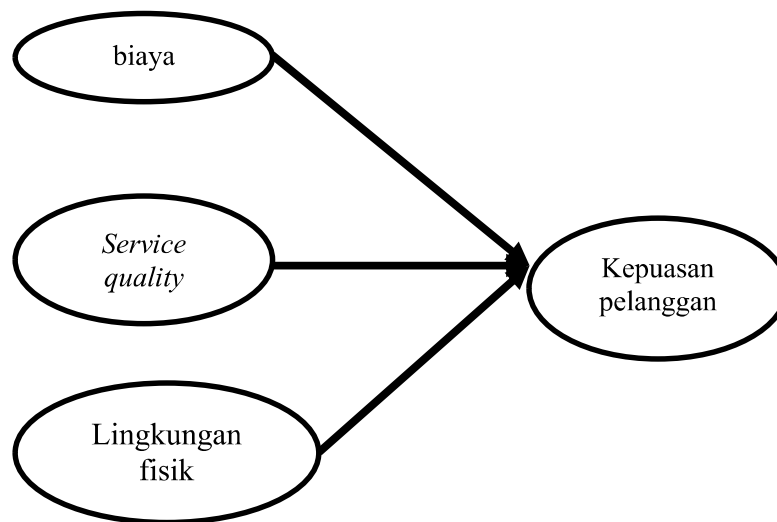 biaya
Service
quality
Kepuasan
pelanggan
Lingkungan
fisik